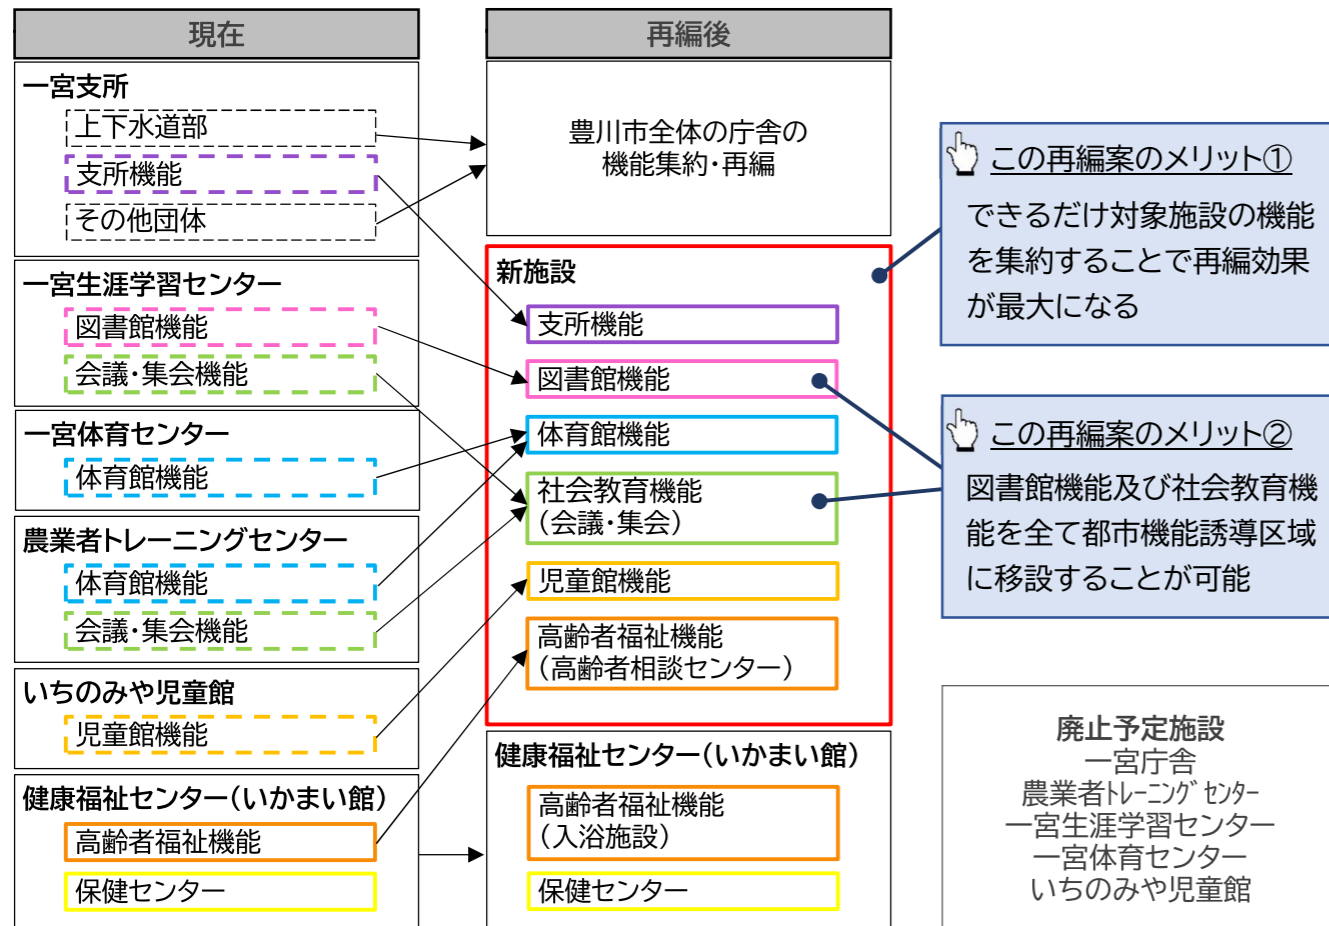 現在
一宮支所
上下水道部
支所機能
その他団体
一宮生涯学習センター
図書館機能
会議・集会機能
一宮体育センター
体育館機能
農業者トレーニングセンター
体育館機能
会議・集会機能
いちのみや児童館
児童館機能
健康福祉センター(いかまい館)
高齢者福祉機能
保健センター
再編後
豊川市全体の庁舎の
機能集約・再編
新施設
支所機能
図書館機能
体育館機能
社会教育機能
(会議・集会)
児童館機能
高齢者福祉機能
(高齢者相談センター)
健康福祉センター(いかまい館)
高齢者福祉機能
(入浴施設)
保健センター
この再編案のメリット①
できるだけ対象施設の機能
を集約することで再編効果
が最大になる
この再編案のメリット②
図書館機能及び社会教育機
能を全て都市機能誘導区域
に移設することが可能
廃止予定施設
一宮庁舎
農業者ﾄﾚｰﾆﾝｸﾞｾﾝﾀｰ
一宮生涯学習センター
一宮体育センター
いちのみや児童館